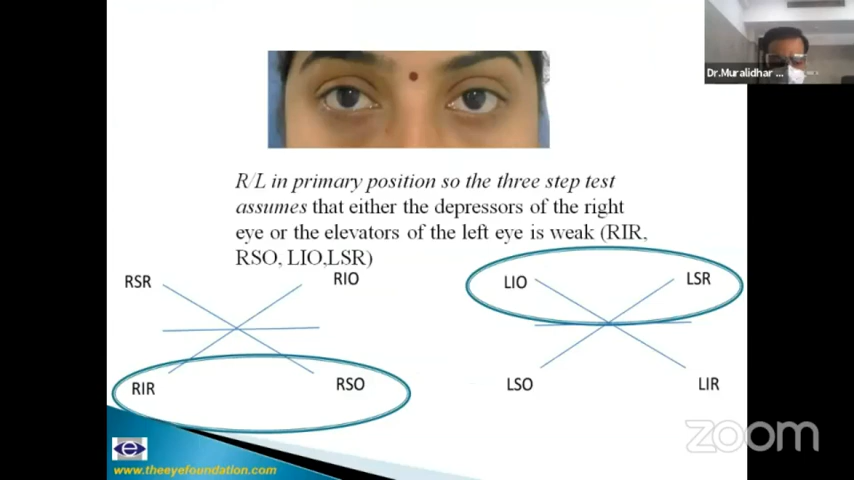 Dr.Muralidhar ...
R/L in primary position so the three step test
assumes that either the depressors of the right
eye or the elevators of the left eye is weak (RIR,
RSO, LIO,LSR)
RSR RIO LIO LSR
RIR RSO LSO LIR
zoom
www.theeyefoundation.com